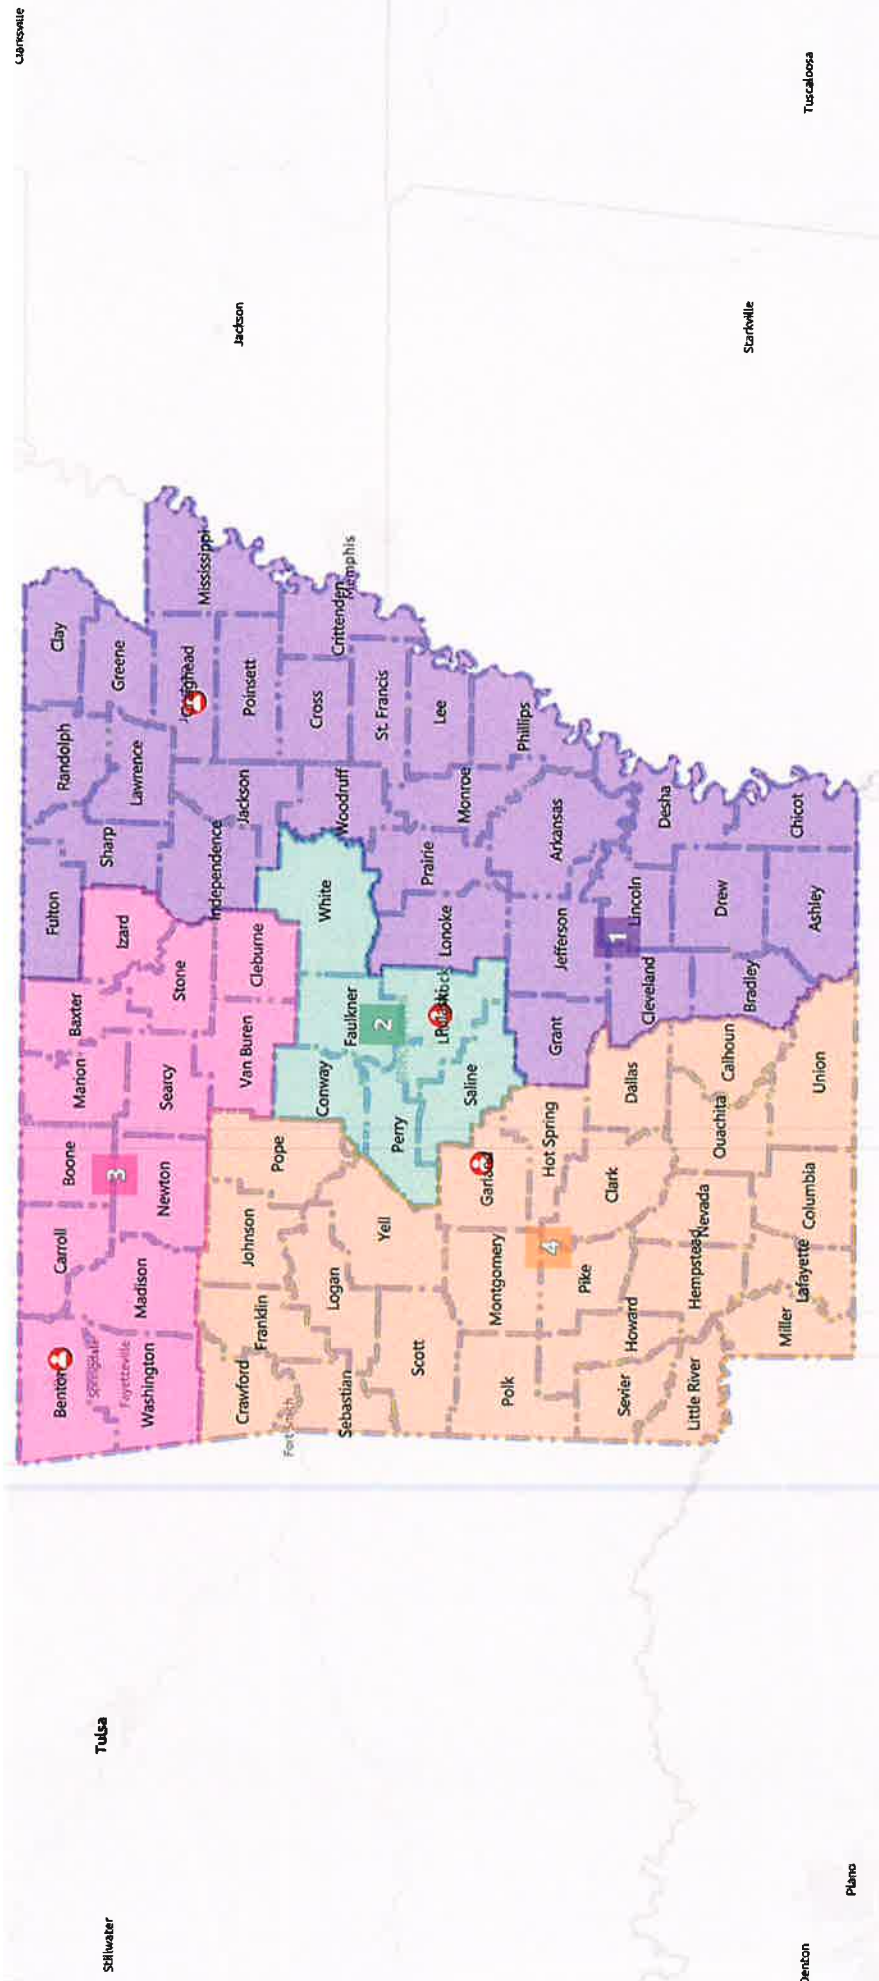 Clarksville
Tuscaloosa
Jackson
Starkville
Memphis
Tulsa
Stillwater
Plano
Benton
Springdale
Fayetteville
Washington
Carroll
Madison
Boone
3
Newton
Marion
Searcy
Baxter
Stone
Izard
Van Buren
Cleburne
Fulton
Sharp
Randolph
Lawrence
Clay
Greene
Mississippi
Craighead
Poinsett
Independence
Jackson
Cross
Crittenden
Woodruff
St. Francis
Lee
Phillips
Monroe
Prairie
Lonoke
Arkansas
Jefferson
1
Lincoln
Desha
Grant
Cleveland
Drew
Chicot
Bradley
Ashley
White
Faulkner
2
Conway
Perry
Saline
Crawford
Franklin
Johnson
Pope
Sebastian
Logan
Yell
Scott
Polk
Montgomery
Garland
Hot Spring
4
Pike
Clark
Dallas
Sevier
Howard
Little River
Hempstead
Nevada
Ouachita
Calhoun
Miller
Lafayette
Columbia
Union